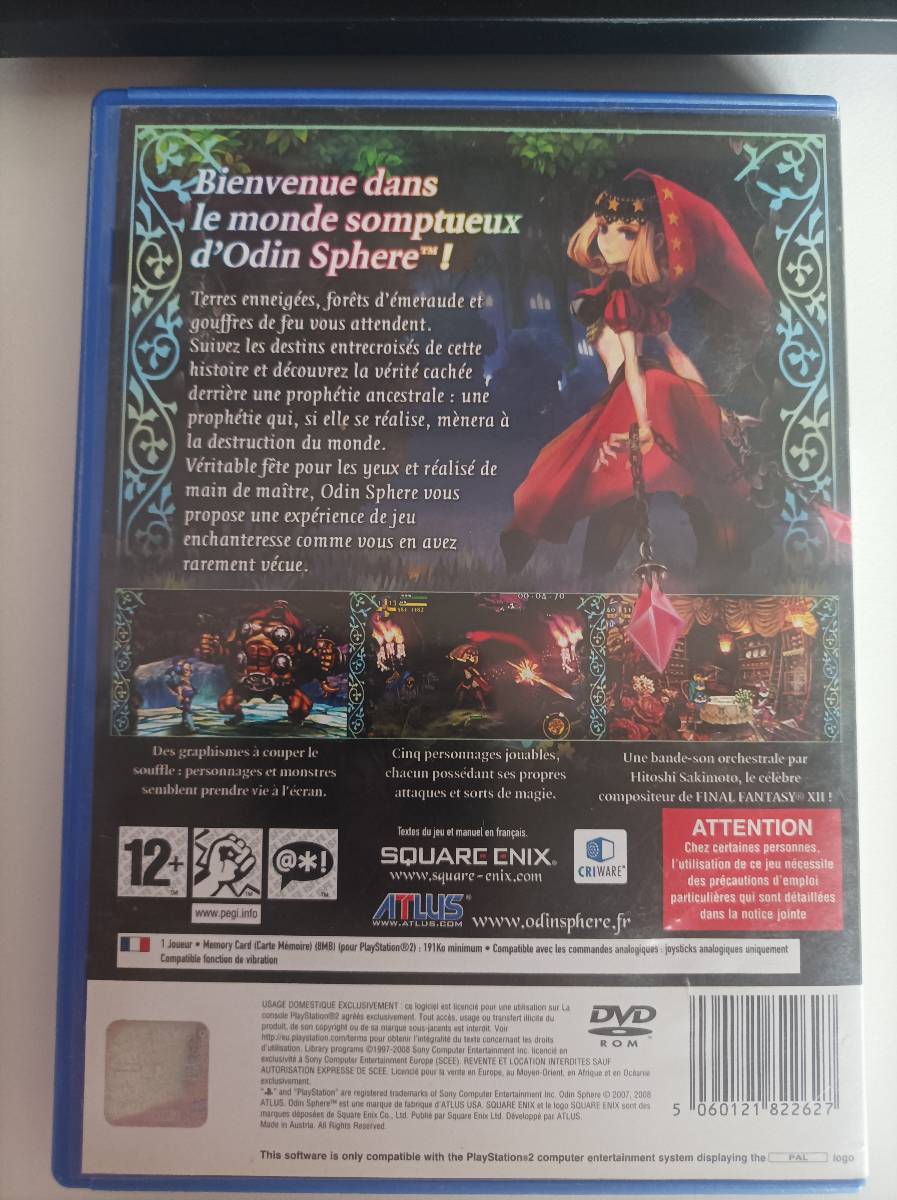 Bienvenue dans
le monde somptueux
d'Odin Sphere™ !
Terres enneigées, forêts d'émeraude et
gouffres de feu vous attendent.
Suivez les destins entrecroisés de cette
histoire et découvrez la vérité cachée
derrière une prophétie ancestrale : une
prophétie qui, si elle se réalise, mènera à
la destruction du monde.
Véritable fête pour les yeux et réalisé de
main de maître, Odin Sphere vous
propose une expérience de jeu
enchanteresse comme vous en avez
rarement vécue.
00:04:70
Des graphismes à couper le
souffle : personnages et monstres
semblent prendre vie à l'écran.
Cinq personnages jouables,
chacun possédant ses propres
attaques et sorts de magie.
Une bande-son orchestrale par
Hitoshi Sakimoto, le célèbre
compositeur de FINAL FANTASY® XII !
12+™
@*!
www.pegi.info
Textes du jeu et manuel en français.
SQUARE ENIX®
www.square-enix.com
CRIWARE™
ATLUS®
WWW.ATLUS.COM
www.odinsphere.fr
ATTENTION
Chez certaines personnes,
l'utilisation de ce jeu nécessite
des précautions d'emploi
particulières qui sont détaillées
dans la notice jointe
1 Joueur • Memory Card (Carte Mémoire) (8MB) (pour PlayStation®2) : 191Ko minimum • Compatible avec les commandes analogiques : joysticks analogiques uniquement
Compatible fonction de vibration
USAGE DOMESTIQUE EXCLUSIVEMENT : ce logiciel est licencié pour une utilisation sur La
console PlayStation®2 agréés exclusivement. Tout accès, usage ou transfert illicite du
produit, de son copyright ou de sa marque sous-jacents est interdit. Voir
http://eu.playstation.com/terms pour obtenir l'intégralité du texte concernant les droits
d'utilisation. Library programs ©1997-2008 Sony Computer Entertainment Inc. licencié en
exclusivité à Sony Computer Entertainment Europe (SCEE). REVENTE ET LOCATION INTERDITES SAUF
AUTORISATION EXPRESSE DE SCEE. Licencié pour la vente en Europe, au Moyen-Orient, en Afrique et en Océanie
exclusivement.
" " and "PlayStation" are registered trademarks of Sony Computer Entertainment Inc. Odin Sphere © 2007, 2008
ATLUS. Odin Sphere™ est une marque de fabrique d'ATLUS USA. SQUARE ENIX et le logo SQUARE ENIX sont des
marques déposées de Square Enix Co., Ltd. Publié par Square Enix Ltd. Développé par ATLUS.
Made in Austria. All Rights Reserved.
DVD
ROM
5 060121 822627
This software is only compatible with the PlayStation®2 computer entertainment system displaying the PAL logo